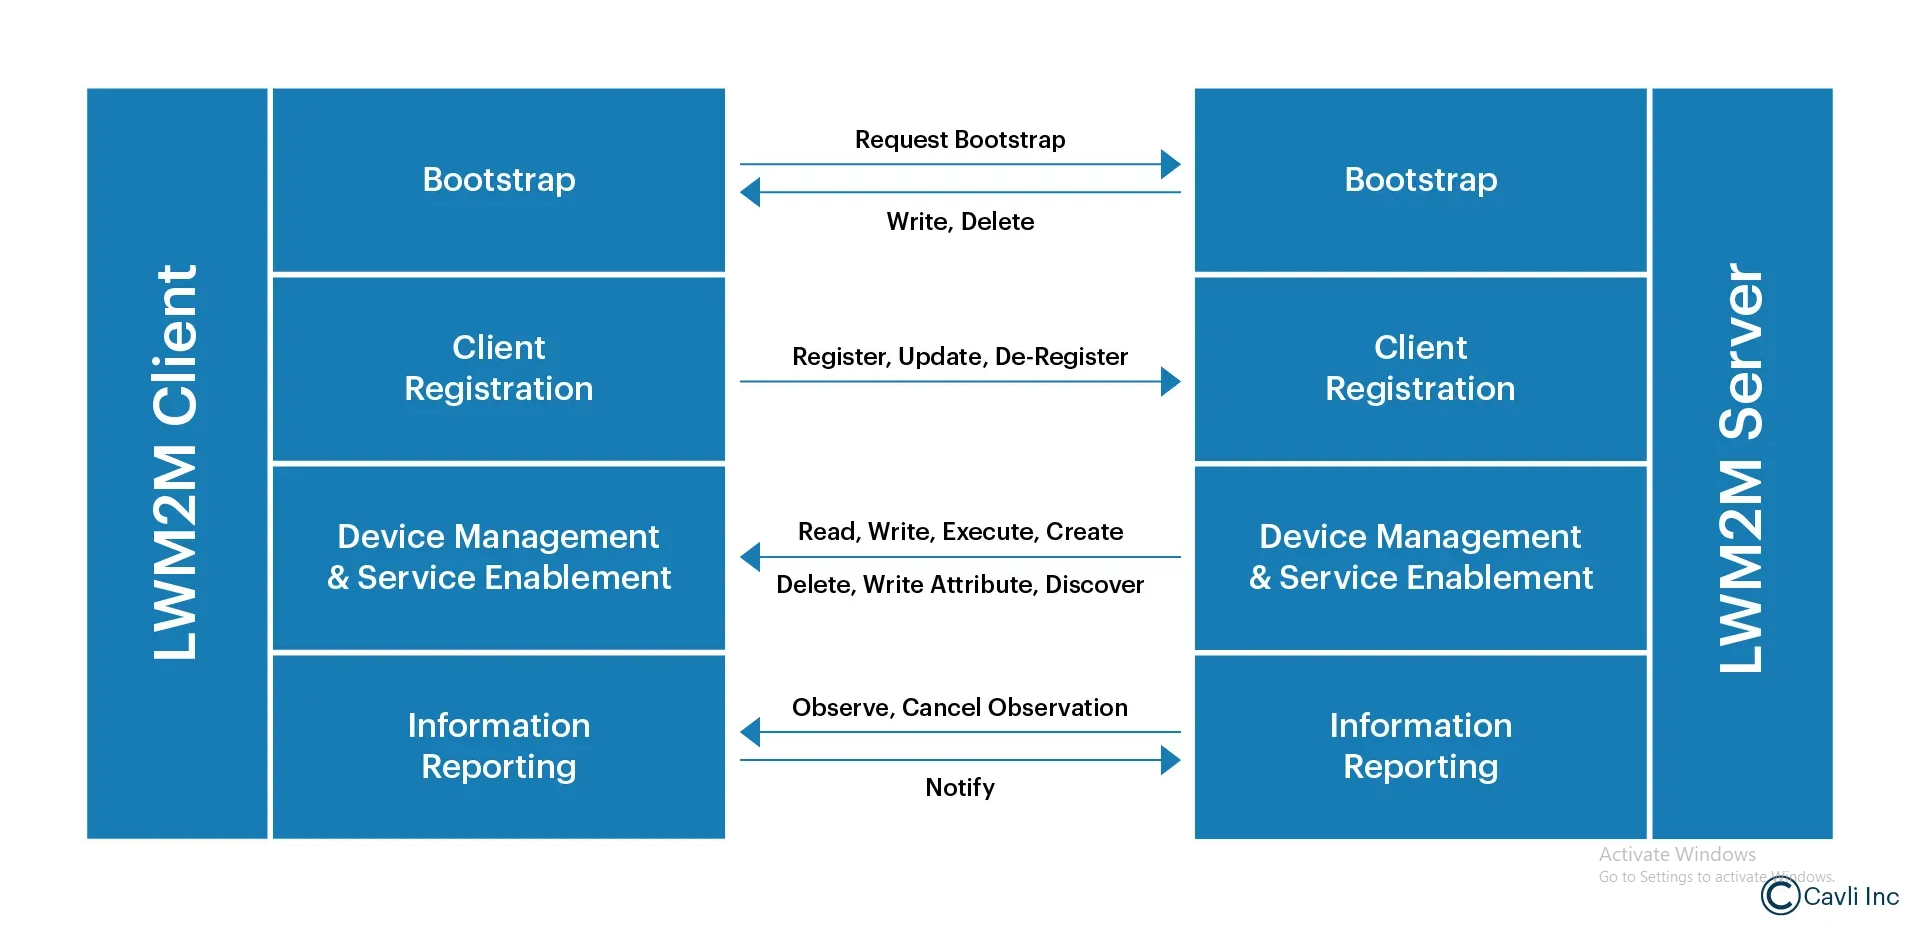 LWM2M Client
Bootstrap
Request Bootstrap
Write, Delete
Bootstrap
Client
Registration
Register, Update, De-Register
Client
Registration
Device Management
& Service Enablement
Read, Write, Execute, Create
Delete, Write Attribute, Discover
Device Management
& Service Enablement
Information
Reporting
Observe, Cancel Observation
Notify
Information
Reporting
LWM2M Server
Activate Windows
Go to Settings to activate Windows.
© Cavli Inc